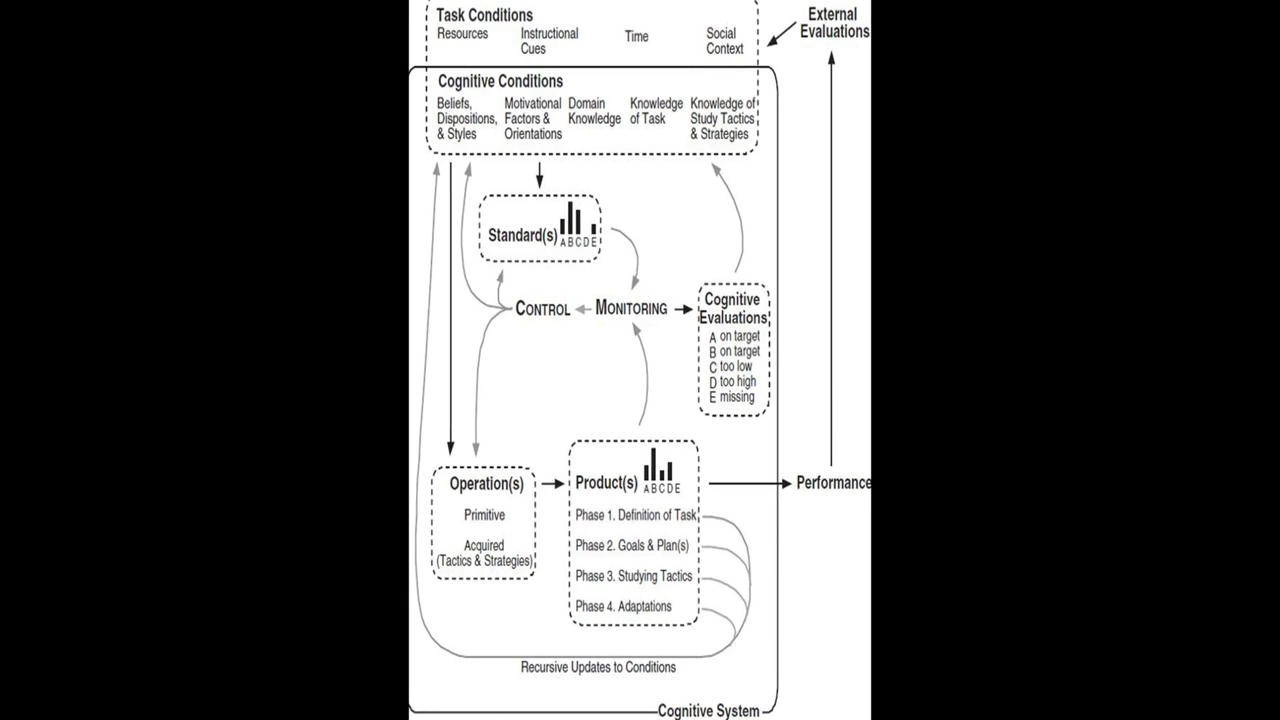 Task Conditions
External
Evaluations
Resources
Instructional
Cues
Time
Social
Context
Cognitive Conditions
Beliefs,
Dispositions,
& Styles
Motivational
Factors &
Orientations
Domain
Knowledge
Knowledge
of Task
Knowledge of
Study Tactics
& Strategies
Standard(s)
ABCDE
CONTROL
MONITORING
Cognitive
Evaluations
A on target
B on target
C too low
D too high
E missing
Operation(s)
Primitive
Acquired
(Tactics & Strategies)
Product(s)
ABCDE
Phase 1. Definition of Task
Phase 2. Goals & Plan(s)
Phase 3. Studying Tactics
Phase 4. Adaptations
Performance
Recursive Updates to Conditions
Cognitive System